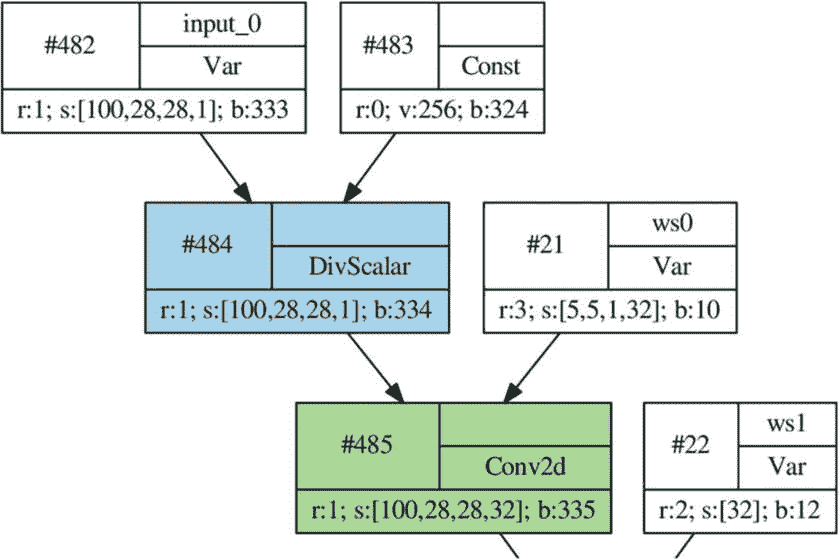 #482
input_0
Var
r:1; s:[100,28,28,1]; b:333
#483
Const
r:0; v:256; b:324
#484
DivScalar
r:1; s:[100,28,28,1]; b:334
#21
ws0
Var
r:3; s:[5,5,1,32]; b:10
#485
Conv2d
r:1; s:[100,28,28,32]; b:335
#22
ws1
Var
r:2; s:[32]; b:12